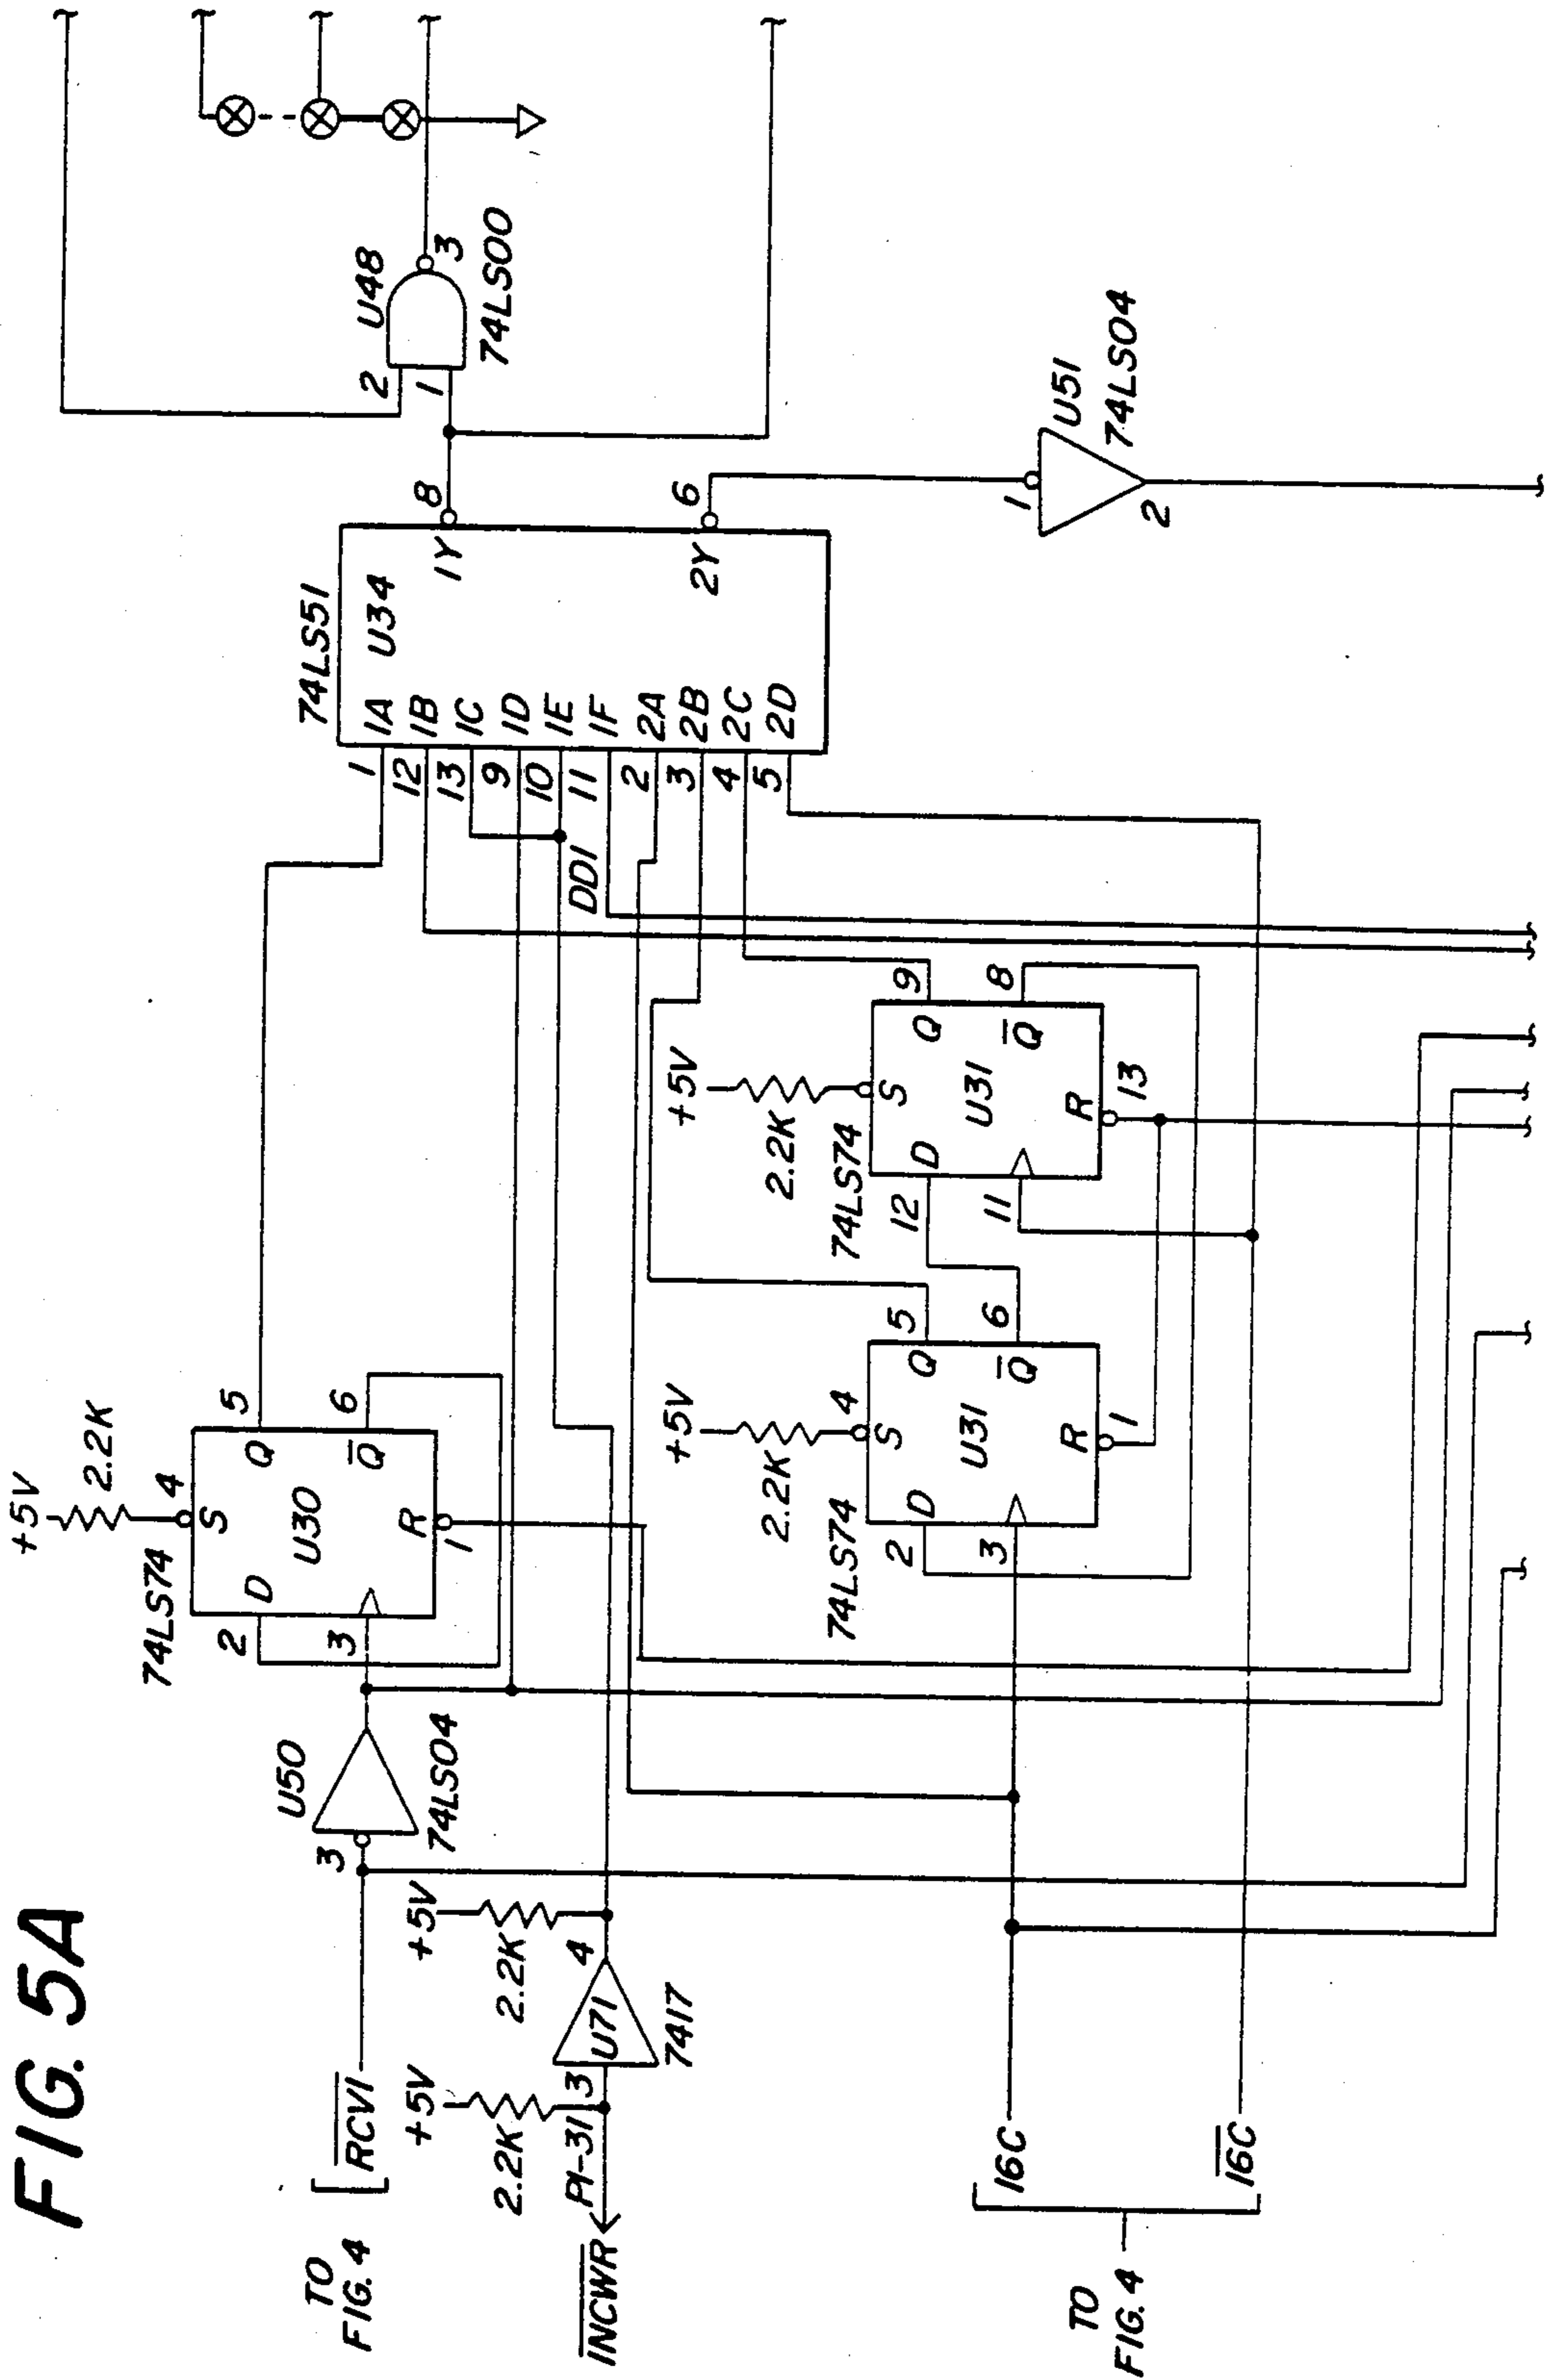 FIG. 5A
TO
FIG. 4
RCVI
3
U50
74LS04
+5V
2.2K
74LS74
4
S
2
D
3
U30
Q
5
Q
6
R
1
INCWR
P1-31
3
+5V
2.2K
U71
7417
4
+5V
2.2K
TO
FIG. 4
16C
16C
+5V
2.2K
74LS74
4
S
2
D
3
U31
Q
5
Q
6
R
1
+5V
2.2K
74LS74
S
12
D
11
U31
Q
9
Q
8
R
13
74LS51
U34
1 1A
12 1B
13 1C
9 1D
10 1E
DD1
11 1F
2 2A
3 2B
4 2C
5 2D
1Y 8
2Y 6
U48
2
1
3
74LS00
1
U51
74LS04
2